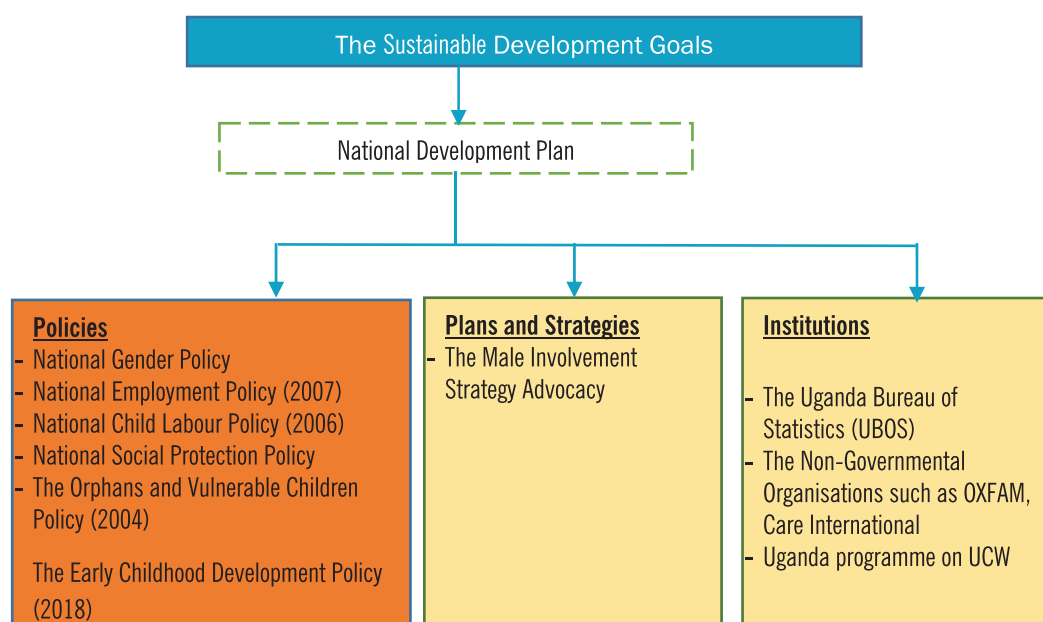 The Sustainable Development Goals
National Development Plan
Policies
- National Gender Policy
- National Employment Policy (2007)
- National Child Labour Policy (2006)
- National Social Protection Policy
- The Orphans and Vulnerable Children
Policy (2004)
The Early Childhood Development Policy
(2018)
Plans and Strategies
- The Male Involvement
Strategy Advocacy
Institutions
- The Uganda Bureau of
Statistics (UBOS)
- The Non-Governmental
Organisations such as OXFAM,
Care International
- Uganda programme on UCW